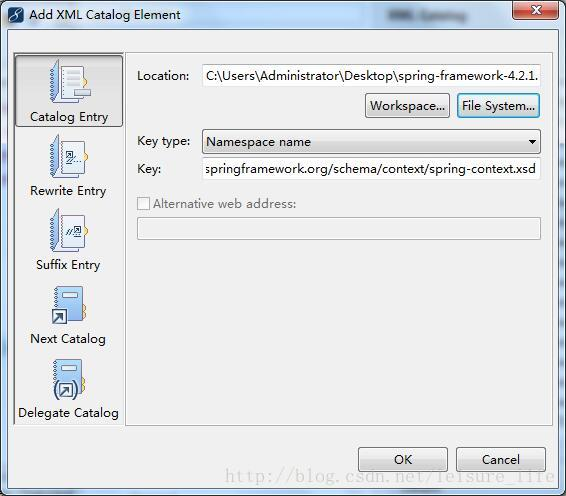 Add XML Catalog Element
Location:
C:\Users\Administrator\Desktop\spring-framework-4.2.1.
Workspace...
File System...
Catalog Entry
Key type:
Namespace name
Key:
springframework.org/schema/context/spring-context.xsd
Rewrite Entry
Alternative web address:
Suffix Entry
Next Catalog
Delegate Catalog
OK
Cancel
http://blog.csdn.net/leisure_life